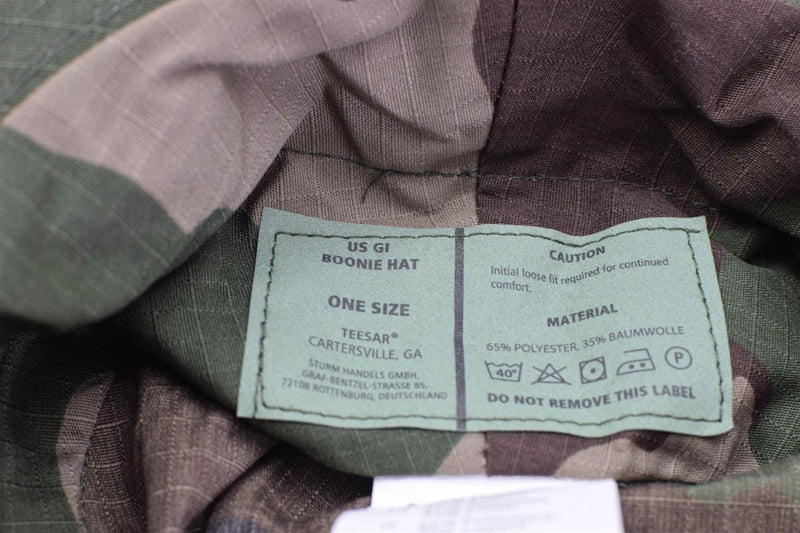 US GI
BOONIE HAT
ONE SIZE
TEESAR®
CARTERSVILLE, GA
STURM HANDELS GMBH,
GRAF-BENTZEL-STRASSE 85,
72108 ROTTENBURG, DEUTSCHLAND
CAUTION
Initial loose fit required for continued
comfort.
MATERIAL
65% POLYESTER, 35% BAUMWOLLE
40° P
DO NOT REMOVE THIS LABEL